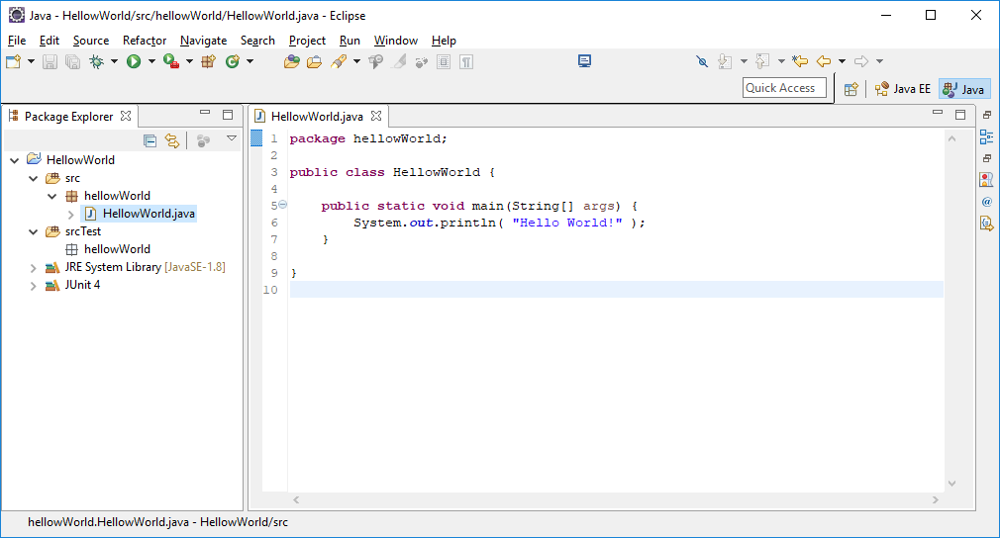 Java - HellowWorld/src/hellowWorld/HellowWorld.java - Eclipse
File Edit Source Refactor Navigate Search Project Run Window Help
Quick Access
Java EE
Java
Package Explorer
HellowWorld
src
hellowWorld
HellowWorld.java
srcTest
hellowWorld
JRE System Library [JavaSE-1.8]
JUnit 4
HellowWorld.java
1 package hellowWorld;
2
3 public class HellowWorld {
4
5 public static void main(String[] args) {
6 System.out.println( "Hello World!" );
7 }
8
9 }
10
hellowWorld.HellowWorld.java - HellowWorld/src